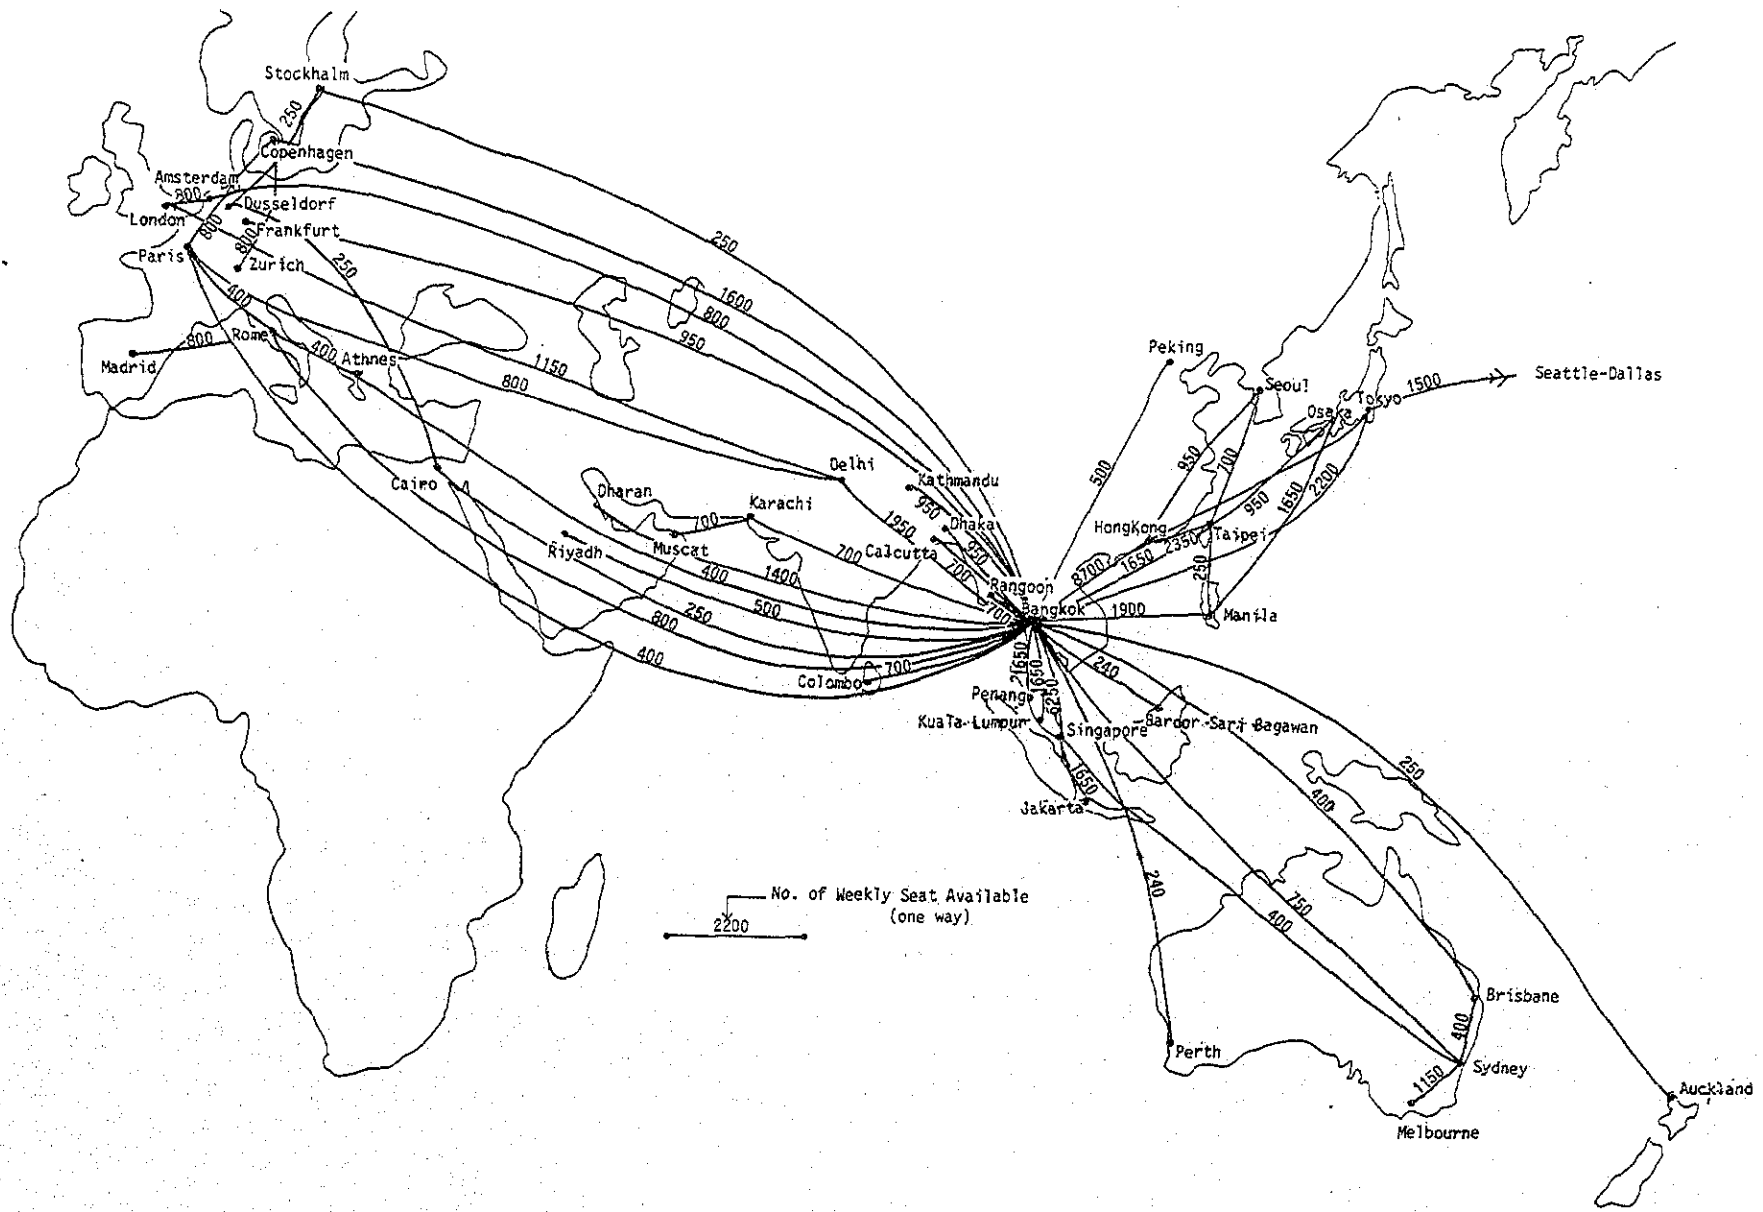 Stockhalm
250
Copenhagen
Amsterdam
800
London
Dusseldorf
800
Frankfurt
800
Paris
Zurich
250
400
Rome
800
Madrid
400
Athnes
250
1600
800
950
1150
800
Cairo
Riyadh
Dharan
Muscat
700
Karachi
Delhi
1950
Kathmandu
950
Dhaka
950
Calcutta
700
700
Rangoon
700
Bangkok
1400
400
500
250
800
400
Colombo
700
Peking
500
Seoul
950
700
Osaka
Tokyo
1500
Seattle-Dallas
950
1650
2200
HongKong
Taipei
8700
1650
2350
250
1900
Manila
1650
1650
6250
Penang
Kuala-Lumpur
Singapore
240
Bardor-Sari-Bagawan
1650
Jakarta
240
400
250
750
400
Brisbane
400
Sydney
1150
Melbourne
Perth
Auckland
No. of Weekly Seat Available
(one way)
2200